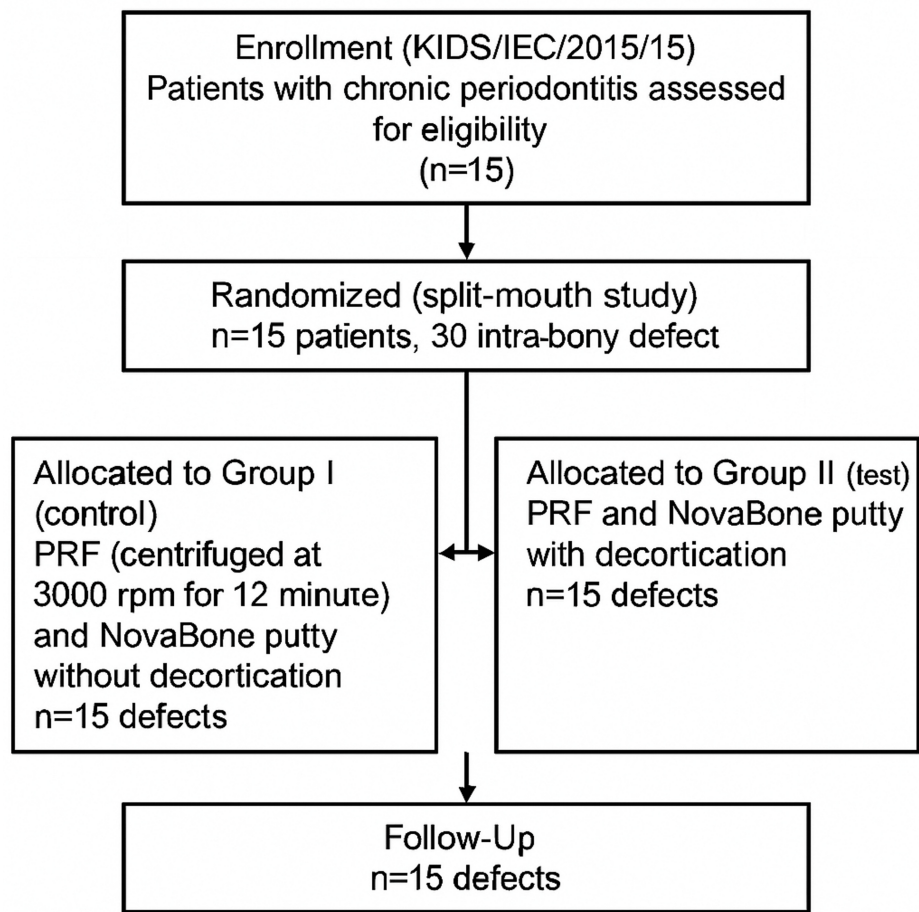 Enrollment (KIDS/IEC/2015/15)
Patients with chronic periodontitis assessed
for eligibility
(n=15)
Randomized (split-mouth study)
n=15 patients, 30 intra-bony defect
Allocated to Group I
(control)
PRF (centrifuged at
3000 rpm for 12 minute)
and NovaBone putty
without decortication
n=15 defects
Allocated to Group II (test)
PRF and NovaBone putty
with decortication
n=15 defects
Follow-Up
n=15 defects